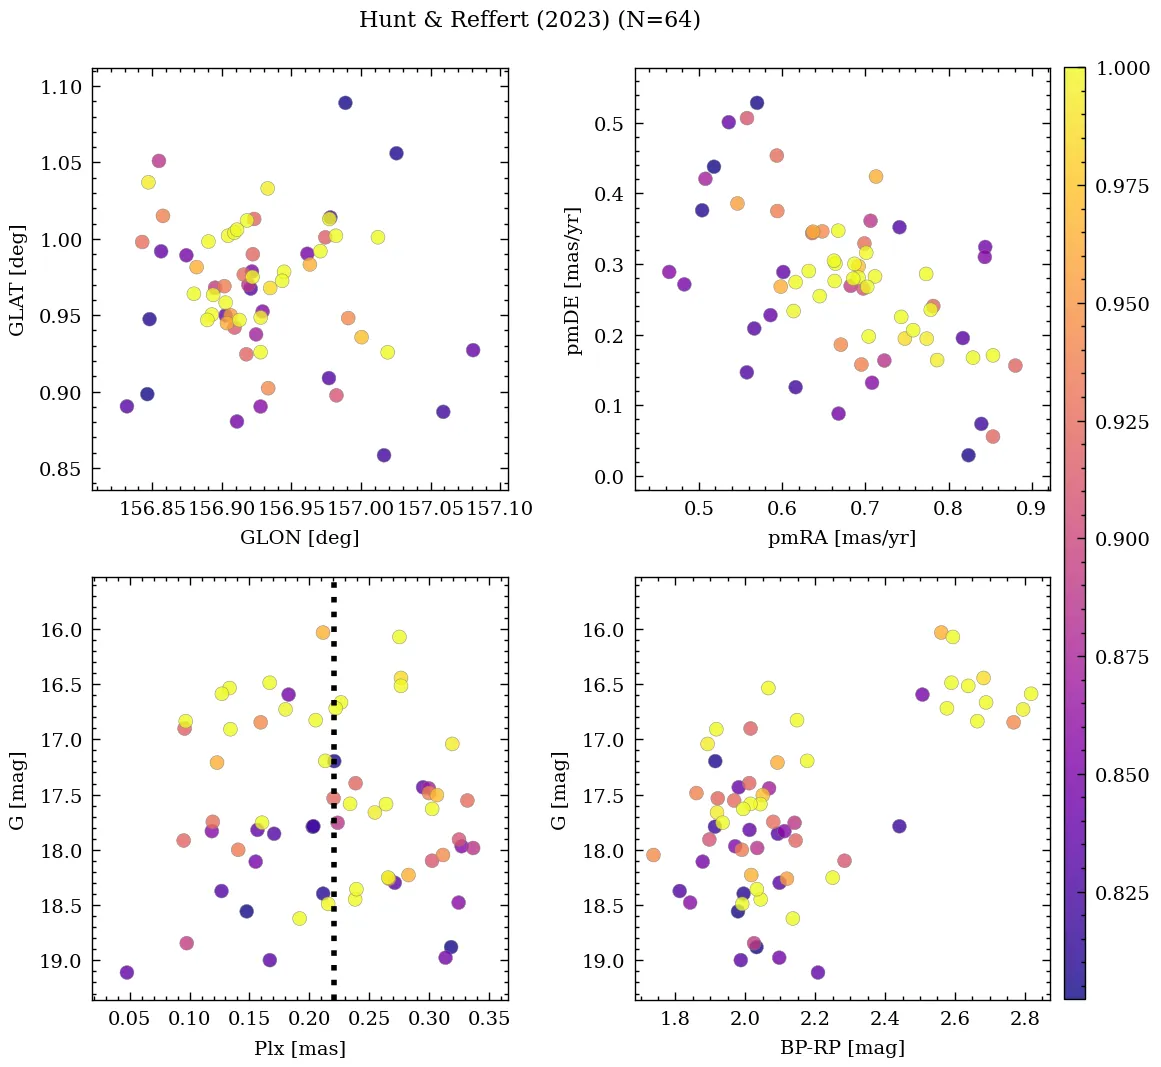 Hunt & Reffert (2023) (N=64)
1.10
1.05
1.00
0.95
0.90
0.85
GLAT [deg]
156.85 156.90 156.95 157.00 157.05 157.10
GLON [deg]
0.5
0.4
0.3
0.2
0.1
0.0
pmDE [mas/yr]
0.5 0.6 0.7 0.8 0.9
pmRA [mas/yr]
1.000
0.975
0.950
0.925
0.900
0.875
0.850
0.825
16.0
16.5
17.0
17.5
18.0
18.5
19.0
G [mag]
0.05 0.10 0.15 0.20 0.25 0.30 0.35
Plx [mas]
16.0
16.5
17.0
17.5
18.0
18.5
19.0
G [mag]
1.8 2.0 2.2 2.4 2.6 2.8
BP-RP [mag]